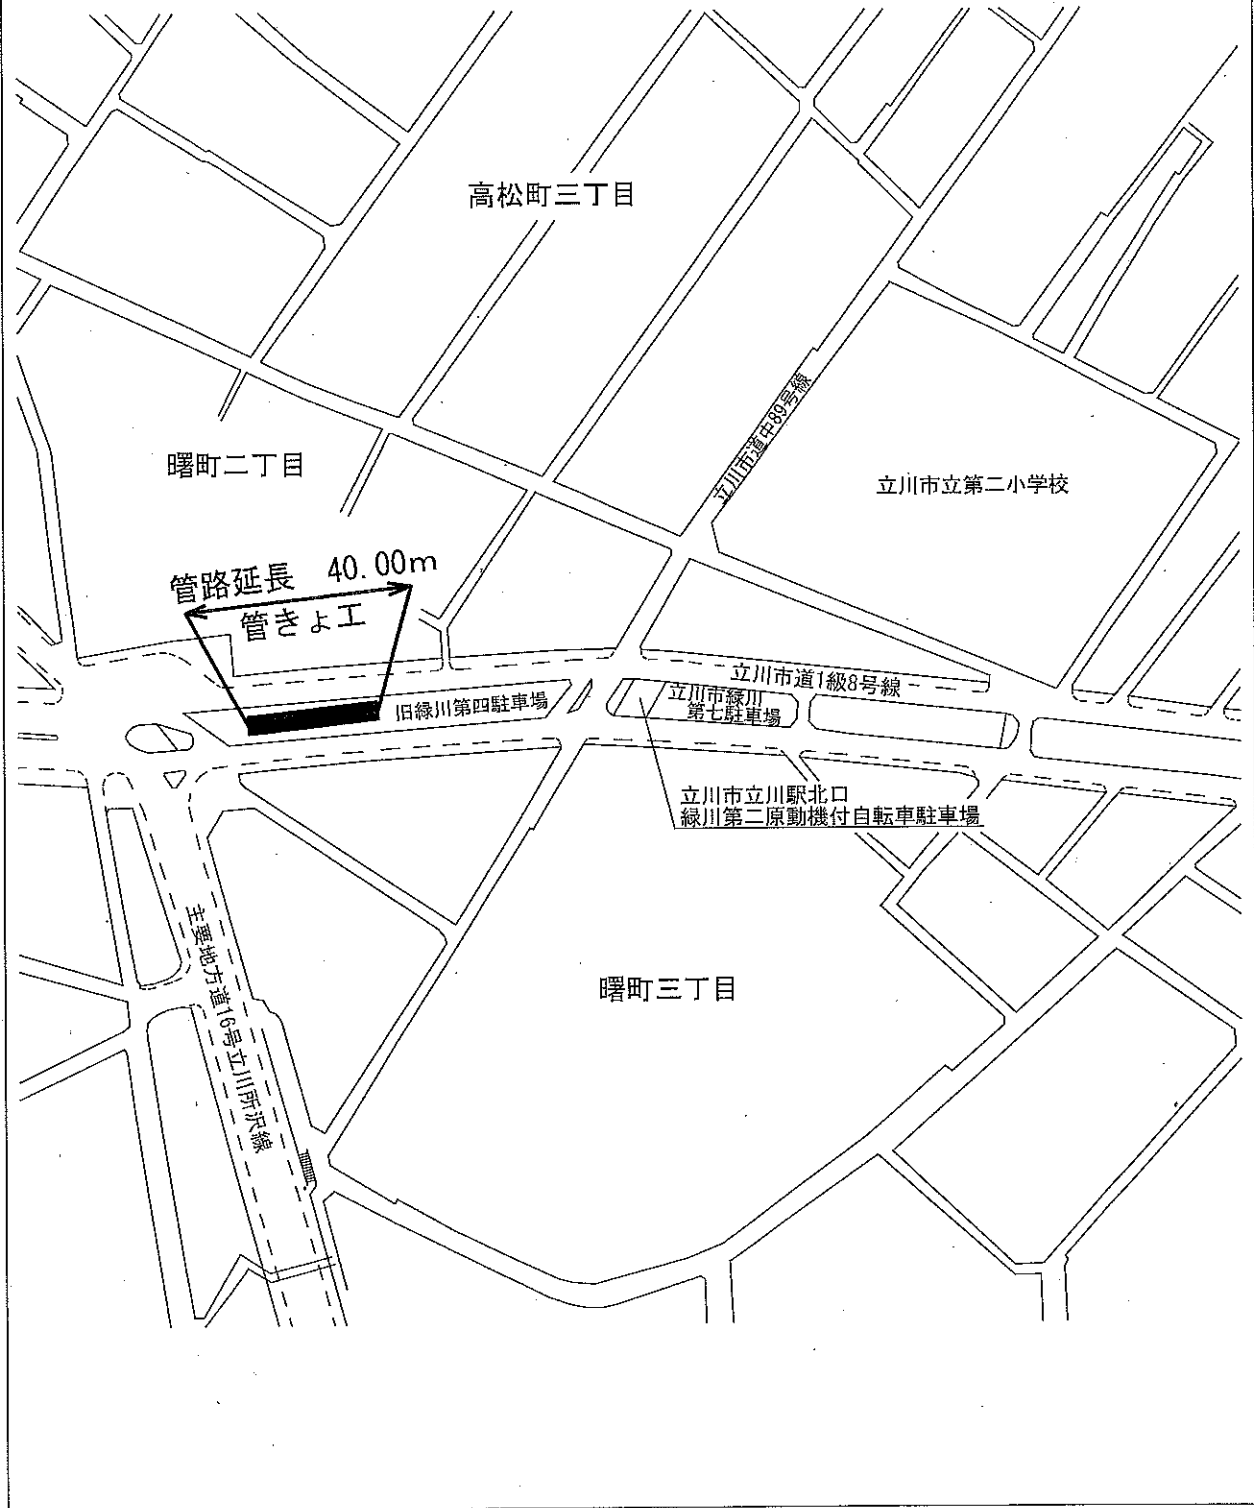 高松町三丁目
立川市道中89号線
曙町二丁目
立川市立第二小学校
管路延長　40.00m
管きょ工
立川市道1級8号線
旧緑川第四駐車場
立川市緑川
第七駐車場
立川市立川駅北口
緑川第二原動機付自転車駐車場
主要地方道16号立川所沢線
曙町三丁目